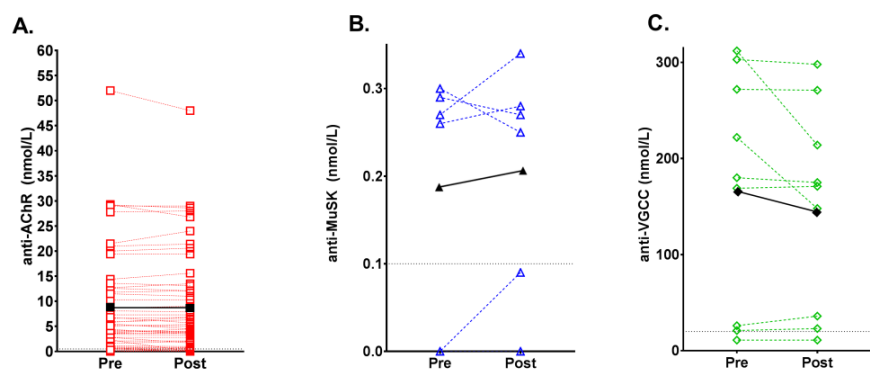 A.
anti-AChR (nmol/L)
60
55
50
45
40
35
30
25
20
15
10
5
0
Pre Post
B.
anti-MuSK (nmol/L)
0.3
0.2
0.1
0.0
Pre Post
C.
anti-VGCC (nmol/L)
300
200
100
0
Pre Post